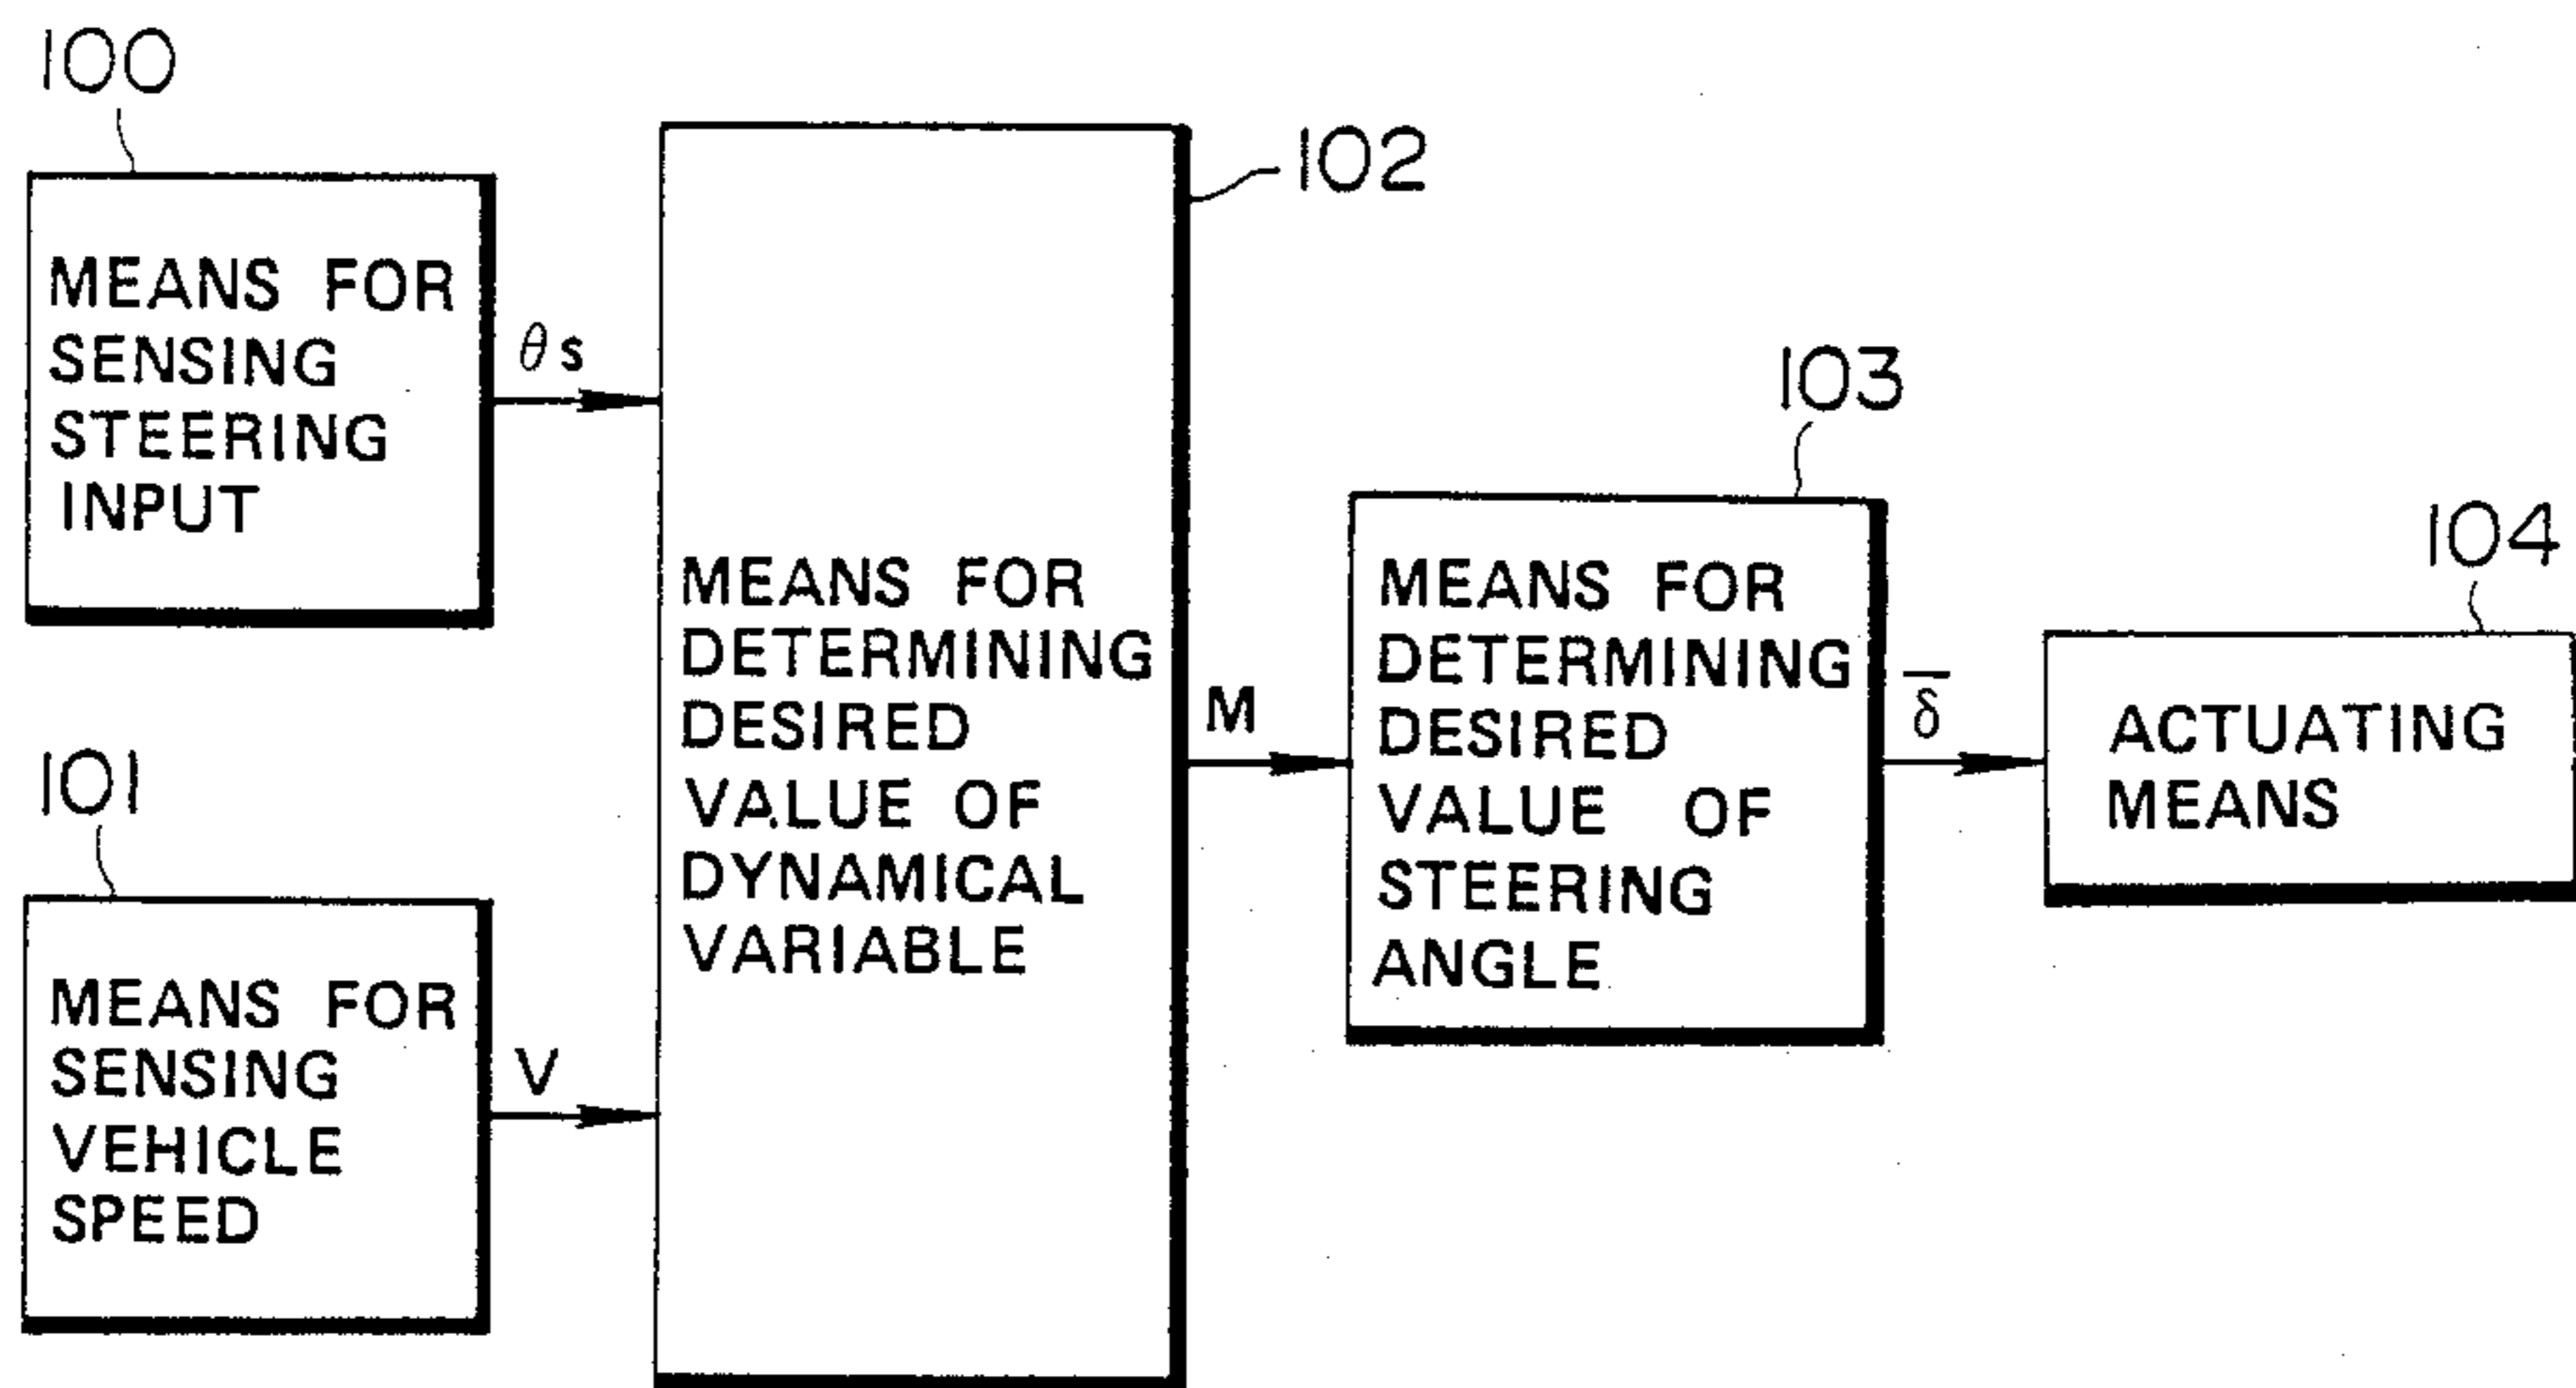 100
MEANS FOR
SENSING
STEERING
INPUT
θs
101
MEANS FOR
SENSING
VEHICLE
SPEED
V
102
MEANS FOR
DETERMINING
DESIRED
VALUE OF
DYNAMICAL
VARIABLE
M
103
MEANS FOR
DETERMINING
DESIRED
VALUE OF
STEERING
ANGLE
δ̅
104
ACTUATING
MEANS